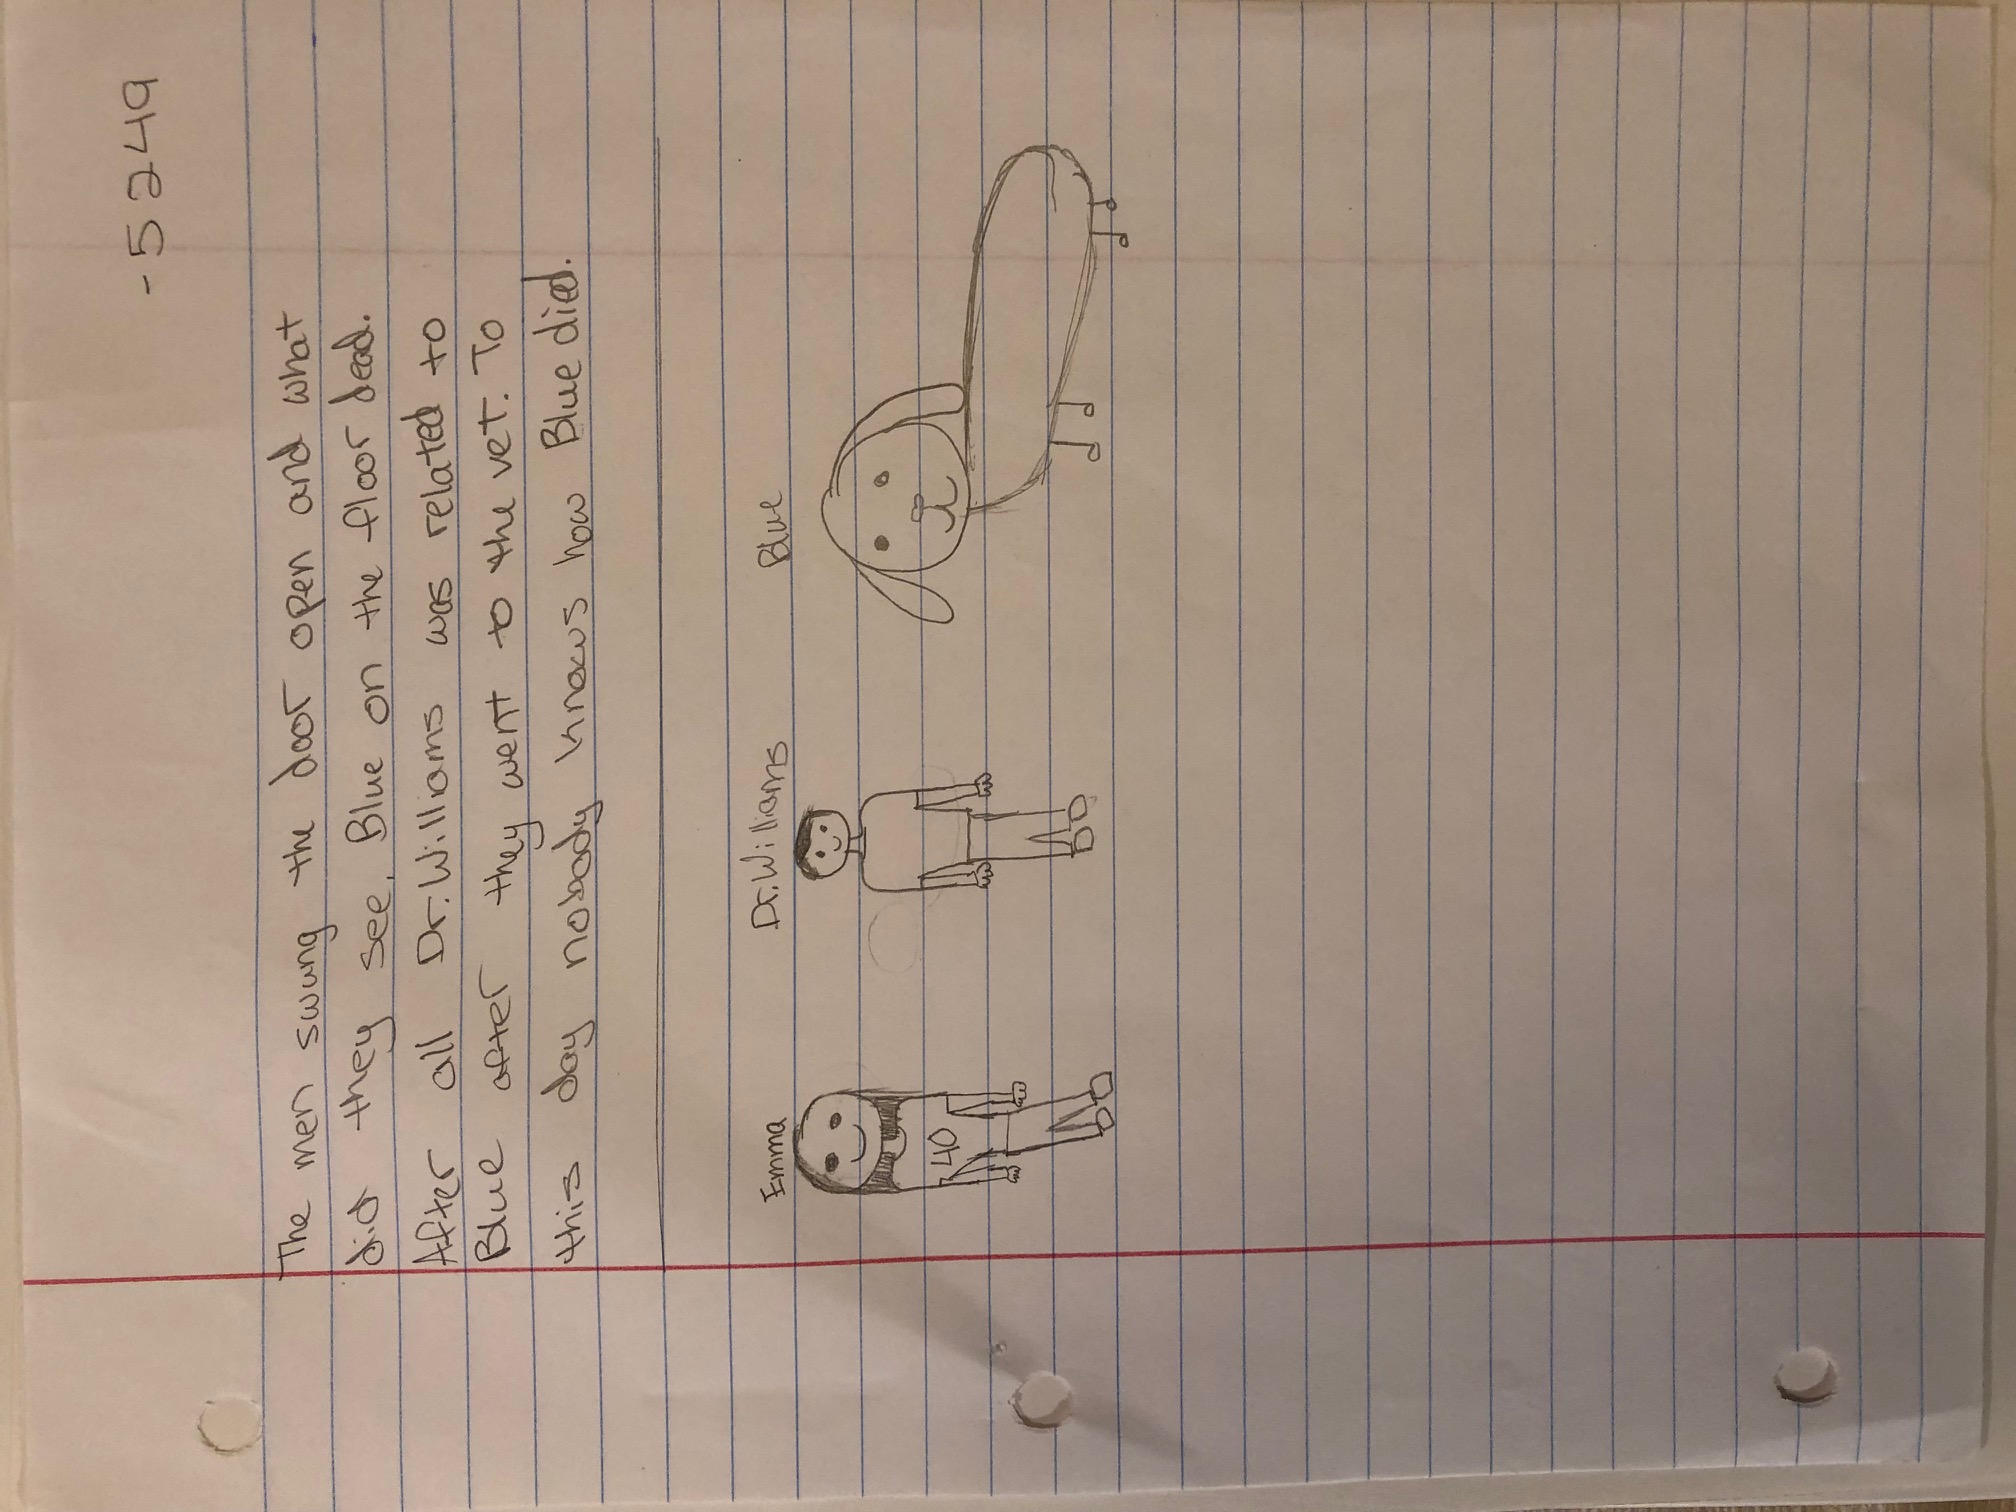 -5249
The men swung the door open and what
did they see, Blue on the floor dead.
After all Dr. Williams was related to
Blue after they went to the vet. To
this day nobody knows how Blue died.
Emma Dr. Williams Blue
40